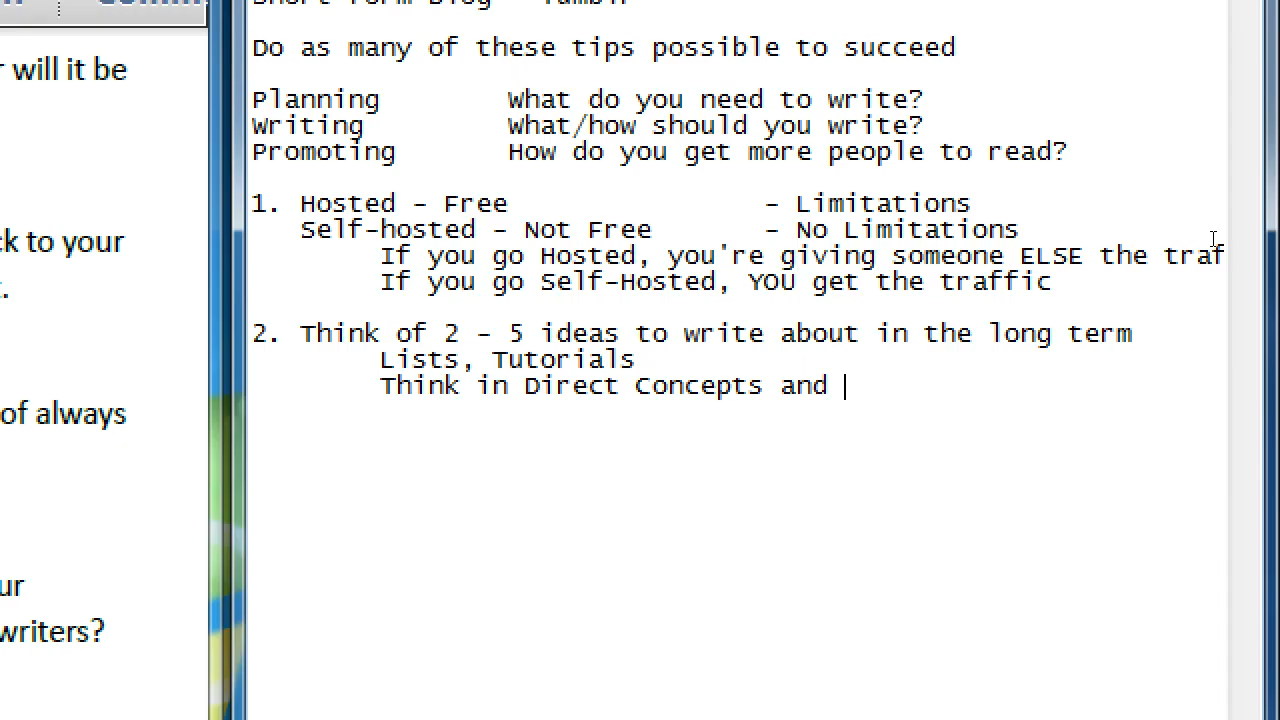 r will it be
ck to your
of always
ur
writers?
Short Form Blog - Tumblr
Do as many of these tips possible to succeed
Planning What do you need to write?
Writing What/how should you write?
Promoting How do you get more people to read?
1. Hosted - Free - Limitations
Self-hosted - Not Free - No Limitations
If you go Hosted, you're giving someone ELSE the traf
If you go Self-Hosted, YOU get the traffic
2. Think of 2 - 5 ideas to write about in the long term
Lists, Tutorials
Think in Direct Concepts and